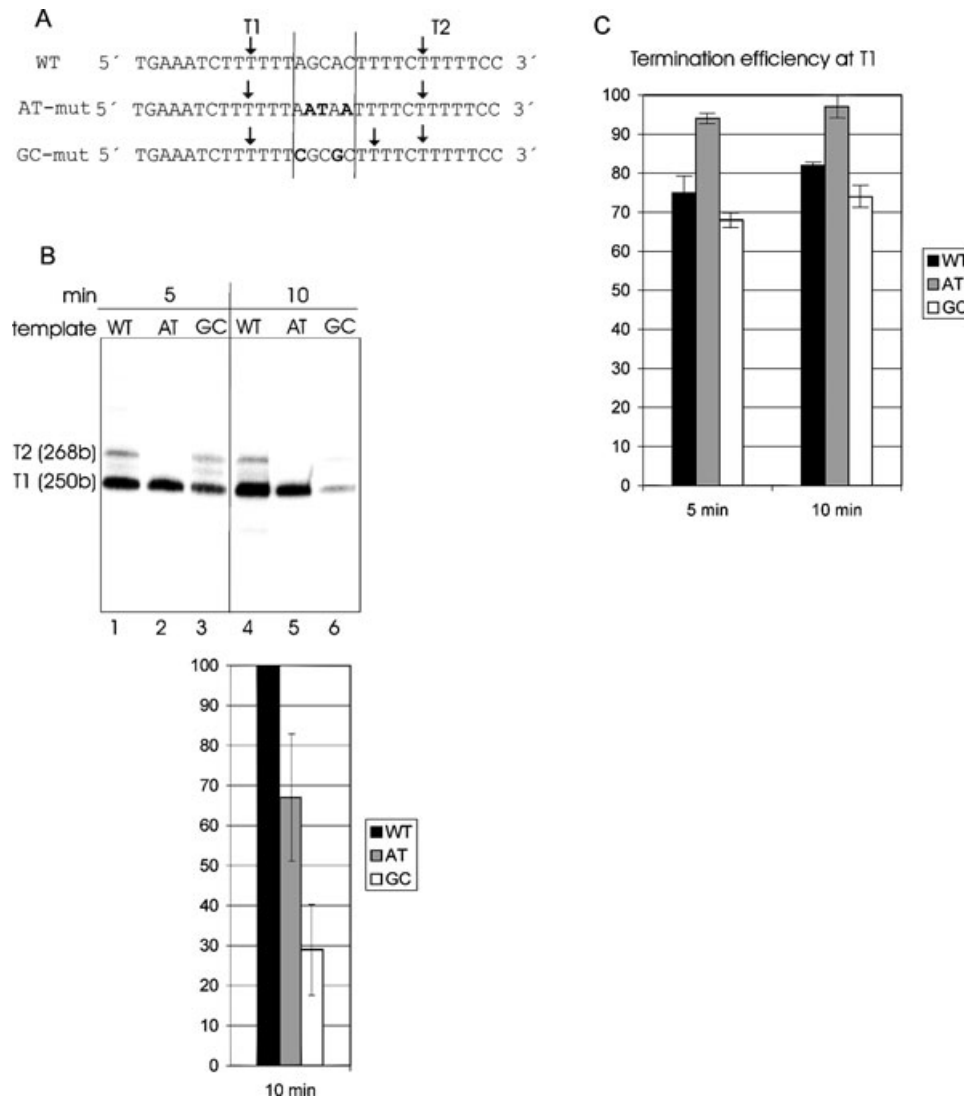 A
T1 T2
WT 5´ TGAAATCTTTTTTAGCACTTTTCTTTTTCC 3´
AT-mut 5´ TGAAATCTTTTTTAATAATTTTCTTTTTCC 3´
GC-mut 5´ TGAAATCTTTTTTCGCGCTTTTCTTTTTCC 3´
B
min 5 10
template WT AT GC WT AT GC
T2 (268b)
T1 (250b)
1 2 3 4 5 6
100
90
80
70
60
50
40
30
20
10
0
10 min
WT
AT
GC
C
Termination efficiency at T1
100
90
80
70
60
50
40
30
20
10
0
5 min 10 min
WT
AT
GC